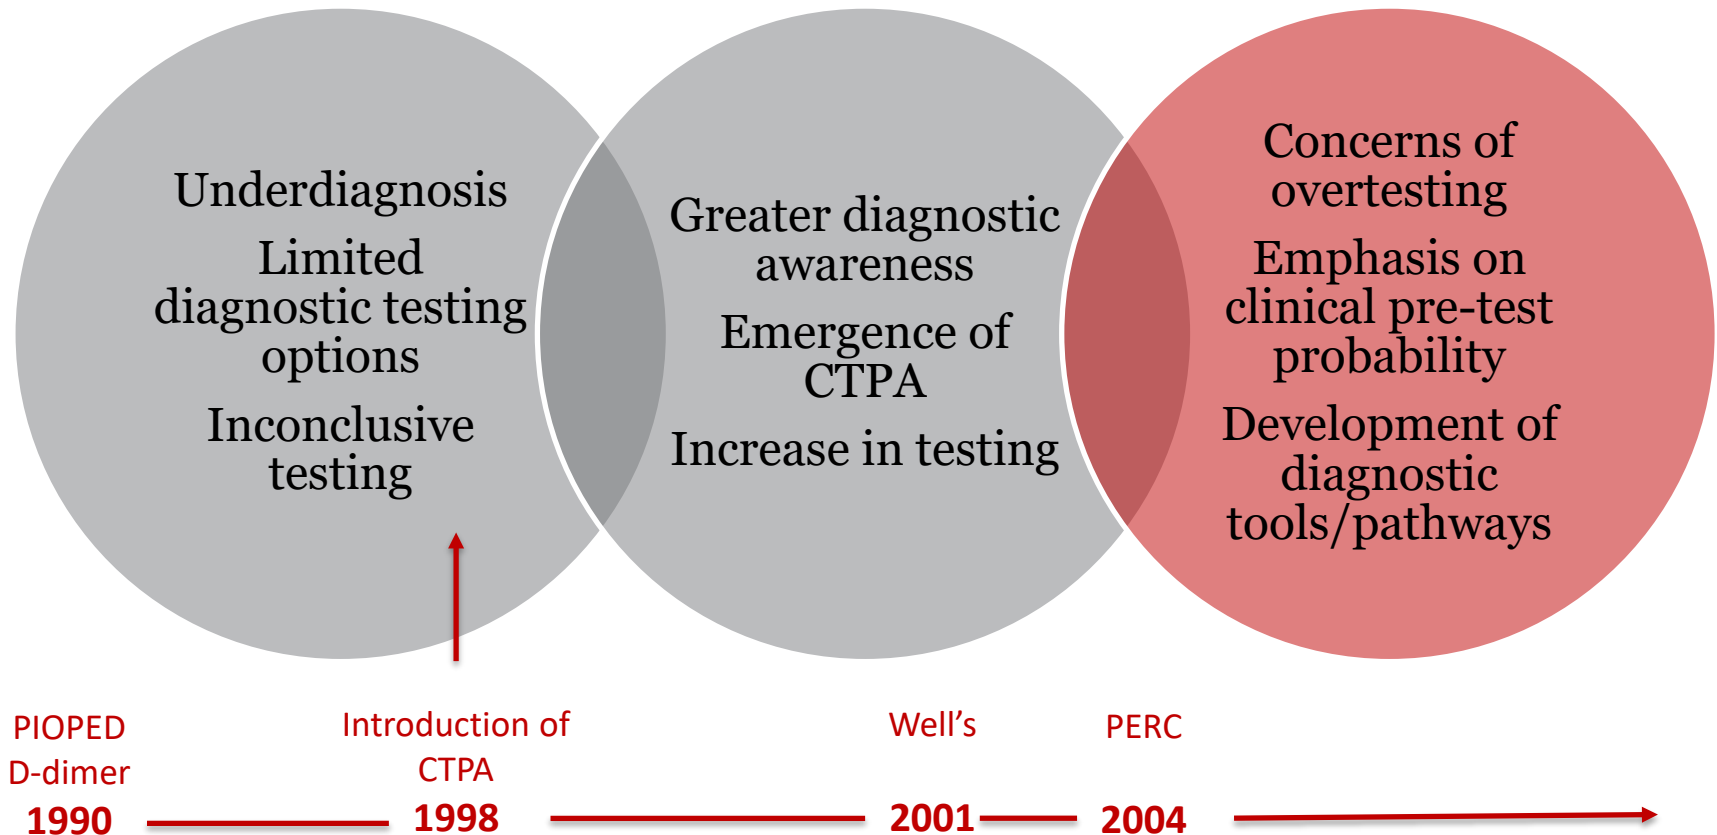 Underdiagnosis
Limited
diagnostic testing
options
Inconclusive
testing
Greater diagnostic
awareness
Emergence of
CTPA
Increase in testing
Concerns of
overtesting
Emphasis on
clinical pre-test
probability
Development of
diagnostic
tools/pathways
PIOPED
D-dimer
1990
Introduction of
CTPA
1998
Well's
2001
PERC
2004